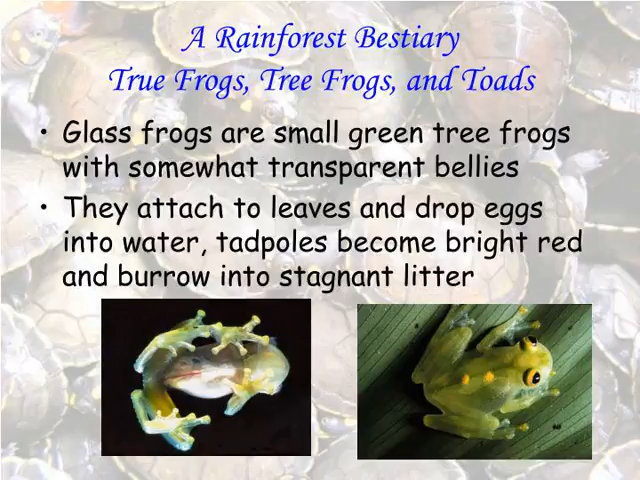 A Rainforest Bestiary
True Frogs, Tree Frogs, and Toads
• Glass frogs are small green tree frogs
with somewhat transparent bellies
• They attach to leaves and drop eggs
into water, tadpoles become bright red
and burrow into stagnant litter